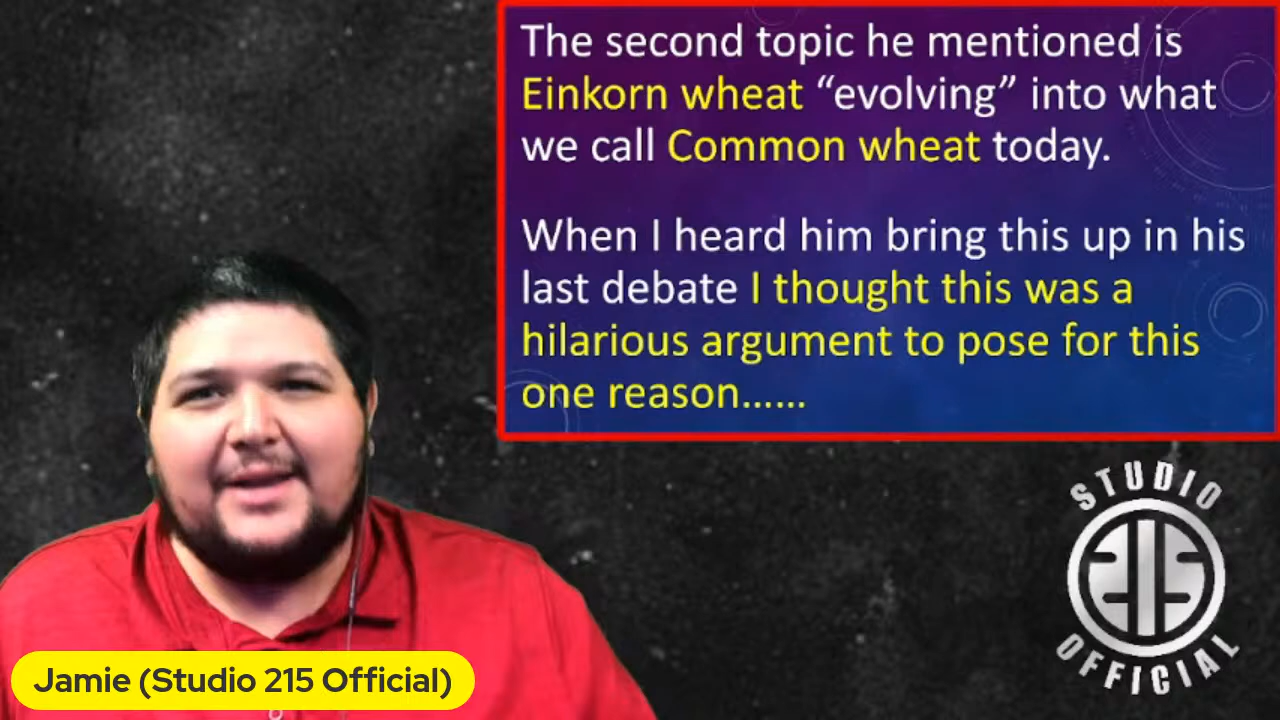 The second topic he mentioned is
Einkorn wheat “evolving” into what
we call Common wheat today.
When I heard him bring this up in his
last debate I thought this was a
hilarious argument to pose for this
one reason......
STUDIO
215
OFFICIAL
Jamie (Studio 215 Official)